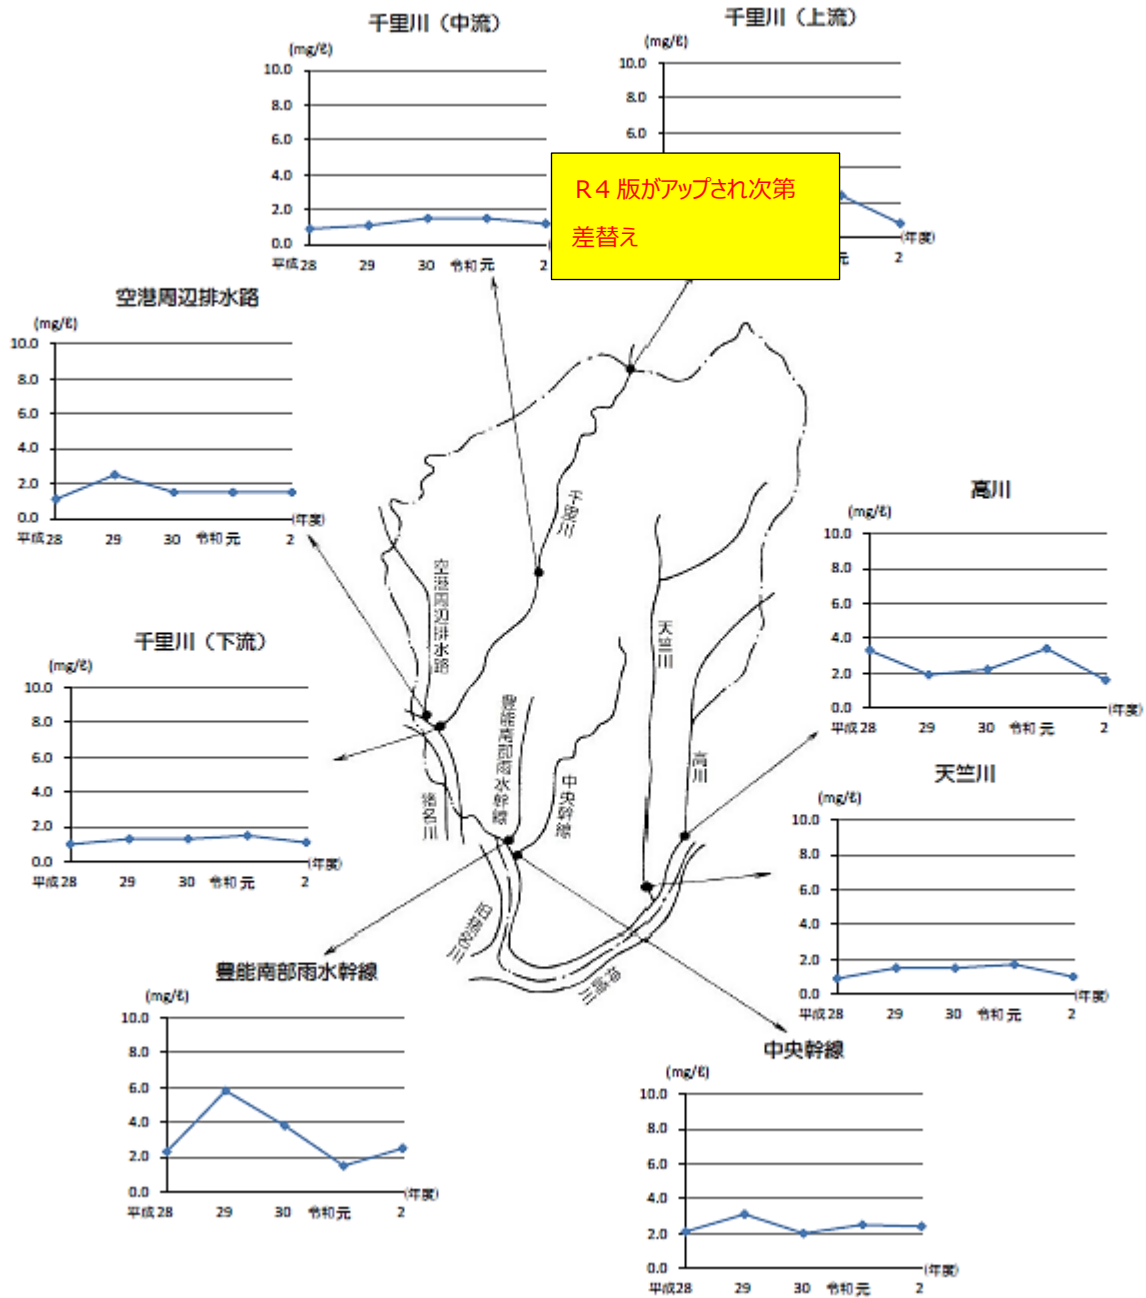 千里川（中流）
(mg/ℓ)
10.0
8.0
6.0
4.0
2.0
0.0
平成28 29 30 令和元 2
千里川（上流）
(mg/ℓ)
10.0
8.0
6.0
(年度)
2
R４版がアップされ次第
差替え
空港周辺排水路
(mg/ℓ)
10.0
8.0
6.0
4.0
2.0
0.0
(年度)
平成28 29 30 令和元 2
千里川（下流）
(mg/ℓ)
10.0
8.0
6.0
4.0
2.0
0.0
(年度)
平成28 29 30 令和元 2
豊能南部雨水幹線
(mg/ℓ)
10.0
8.0
6.0
4.0
2.0
0.0
(年度)
平成28 29 30 令和元 2
千里川
空港周辺排水路
天竺川
豊能南部雨水幹線
中央幹線
高川
猪名川
神崎川
高川
(mg/ℓ)
10.0
8.0
6.0
4.0
2.0
0.0
(年度)
平成28 29 30 令和元 2
天竺川
(mg/ℓ)
10.0
8.0
6.0
4.0
2.0
0.0
(年度)
平成28 29 30 令和元 2
中央幹線
(mg/ℓ)
10.0
8.0
6.0
4.0
2.0
0.0
(年度)
平成28 29 30 令和元 2